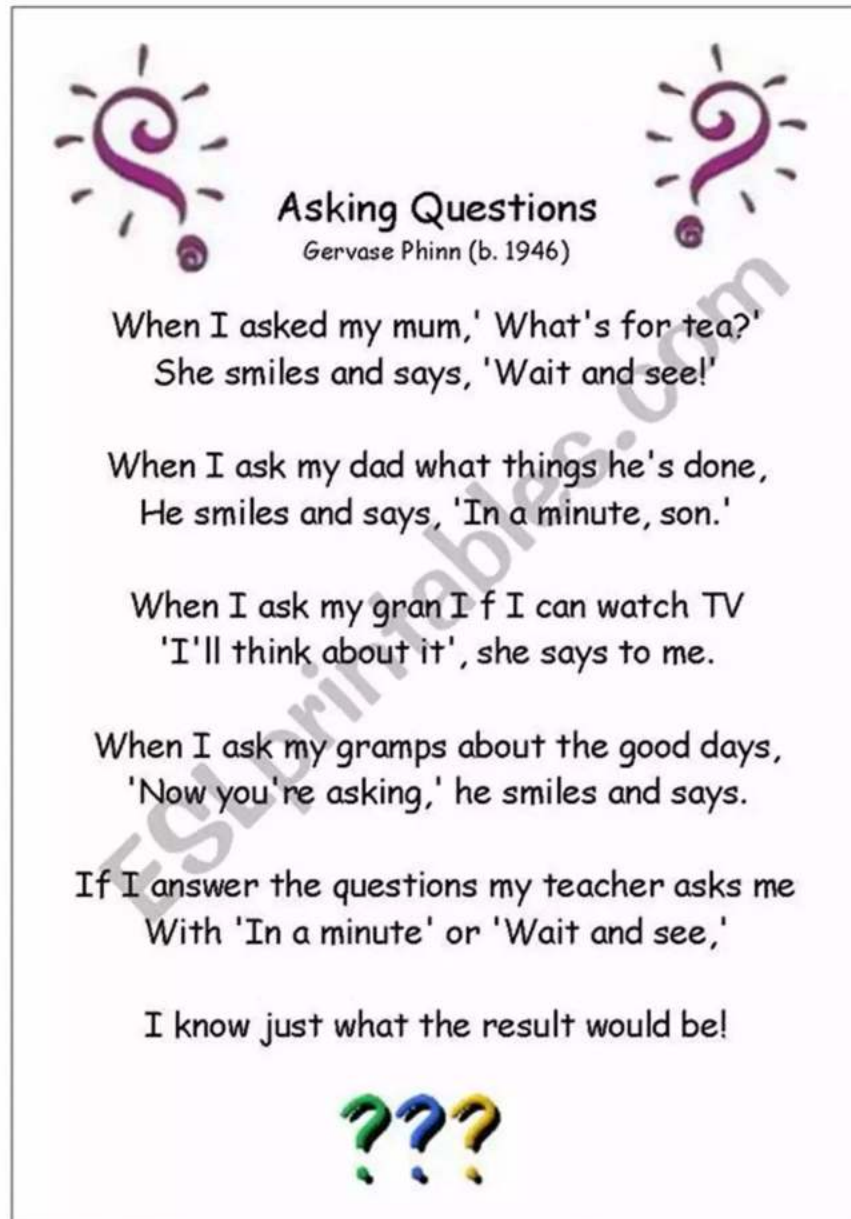 Asking Questions
Gervase Phinn (b. 1946)
When I asked my mum,' What's for tea?'
She smiles and says, 'Wait and see!'
When I ask my dad what things he's done,
He smiles and says, 'In a minute, son.'
When I ask my gran I f I can watch TV
'I'll think about it', she says to me.
When I ask my gramps about the good days,
'Now you're asking,' he smiles and says.
If I answer the questions my teacher asks me
With 'In a minute' or 'Wait and see,'
I know just what the result would be!
???
ESLprintables.com